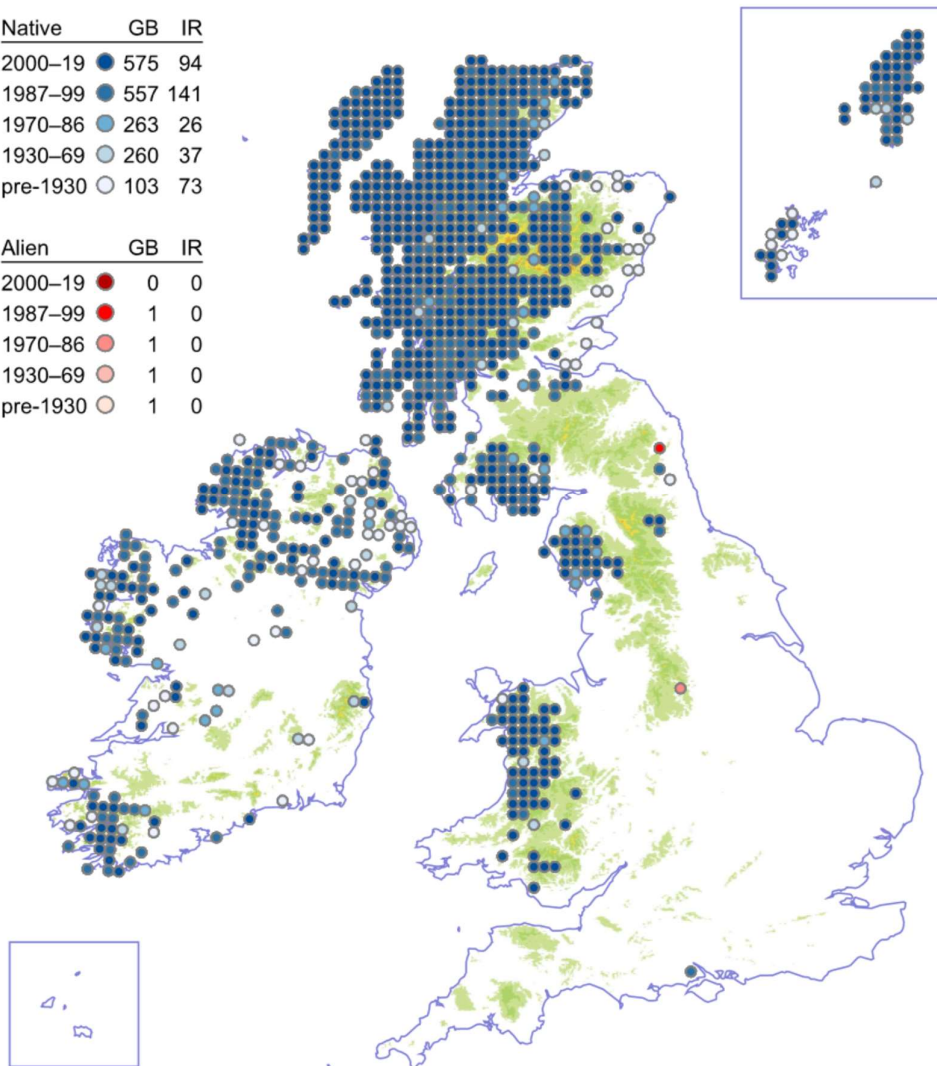 Native GB IR
2000–19 575 94
1987–99 557 141
1970–86 263 26
1930–69 260 37
pre-1930 103 73
Alien GB IR
2000–19 0 0
1987–99 1 0
1970–86 1 0
1930–69 1 0
pre-1930 1 0